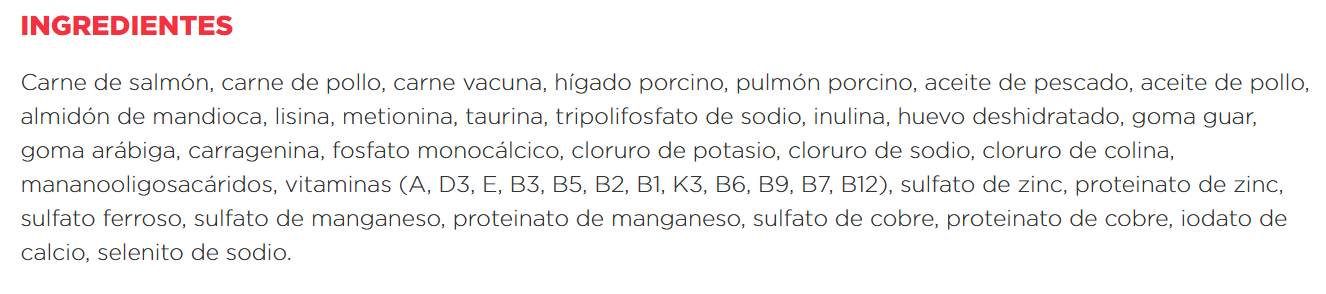 INGREDIENTES
Carne de salmón, carne de pollo, carne vacuna, hígado porcino, pulmón porcino, aceite de pescado, aceite de pollo,
almidón de mandioca, lisina, metionina, taurina, tripolifosfato de sodio, inulina, huevo deshidratado, goma guar,
goma arábiga, carragenina, fosfato monocálcico, cloruro de potasio, cloruro de sodio, cloruro de colina,
mananooligosacáridos, vitaminas (A, D3, E, B3, B5, B2, B1, K3, B6, B9, B7, B12), sulfato de zinc, proteinato de zinc,
sulfato ferroso, sulfato de manganeso, proteinato de manganeso, sulfato de cobre, proteinato de cobre, iodato de
calcio, selenito de sodio.